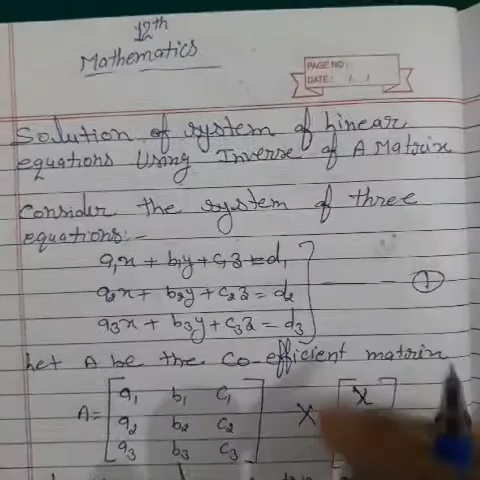 12th
Mathematics
PAGE NO:
DATE: / /
Solution of system of Linear
equations Using Inverse of A Matrix
Consider the system of three
equations:-
a₁x + b₁y + c₁z = d₁
a₂x + b₂y + c₂z = d₂ ①
a₃x + b₃y + c₃z = d₃
Let A be the Co-efficient matrix
A = [a₁ b₁ c₁ X [x
a₂ b₂ c₂
a₃ b₃ c₃]